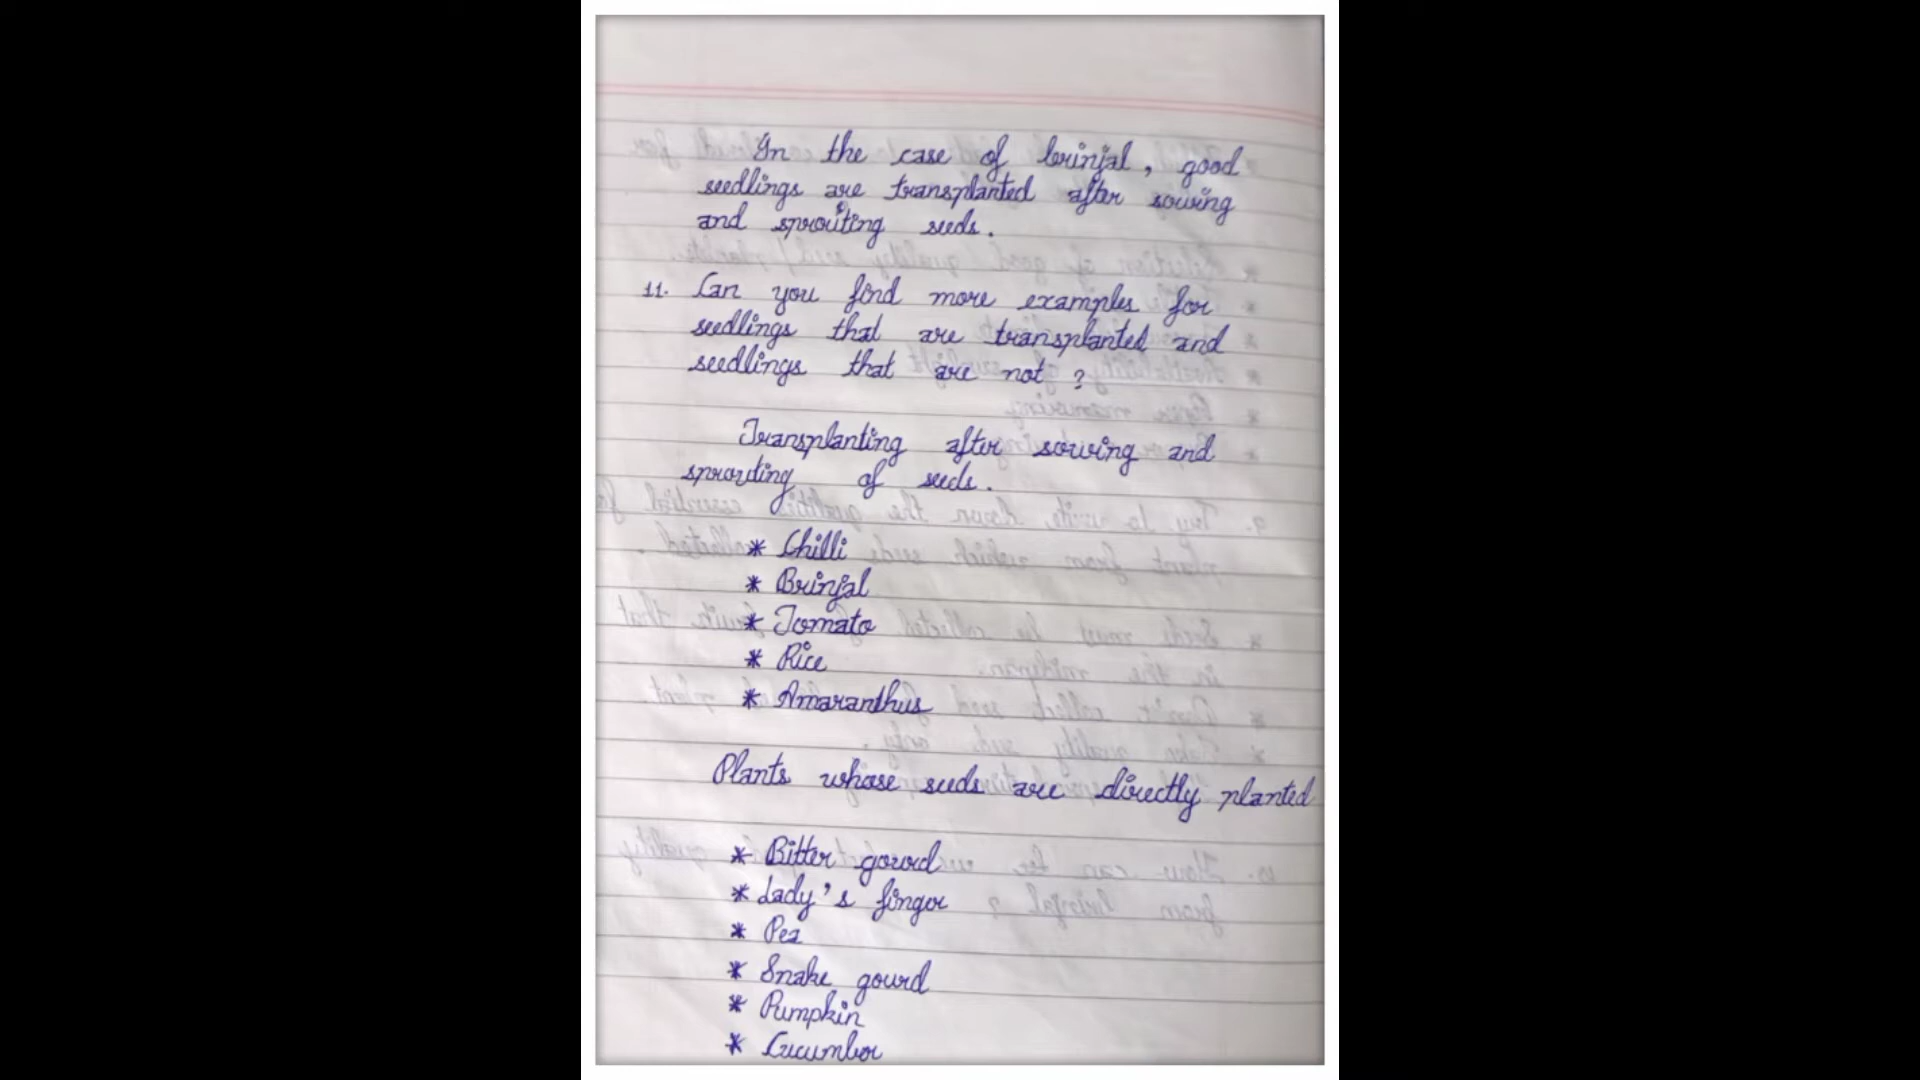 In the case of brinjal, good
seedlings are transplanted after sowing
and sprouting seeds.
11. Can you find more examples for
seedlings that are transplanted and
seedlings that are not ?
Transplanting after sowing and
sprouting of seeds.
* Chilli
* Brinjal
* Tomato
* Rice
* Amaranthus
Plants whose seeds are directly planted
* Bitter gourd
* Lady's finger
* Pea
* Snake gourd
* Pumpkin
* Cucumber